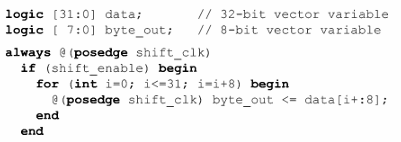 logic [31:0] data;       // 32-bit vector variable
logic [ 7:0] byte_out;   // 8-bit vector variable
always @(posedge shift_clk)
  if (shift_enable) begin
    for (int i=0; i<=31; i=i+8) begin
      @(posedge shift_clk) byte_out <= data[i+:8];
    end
  end